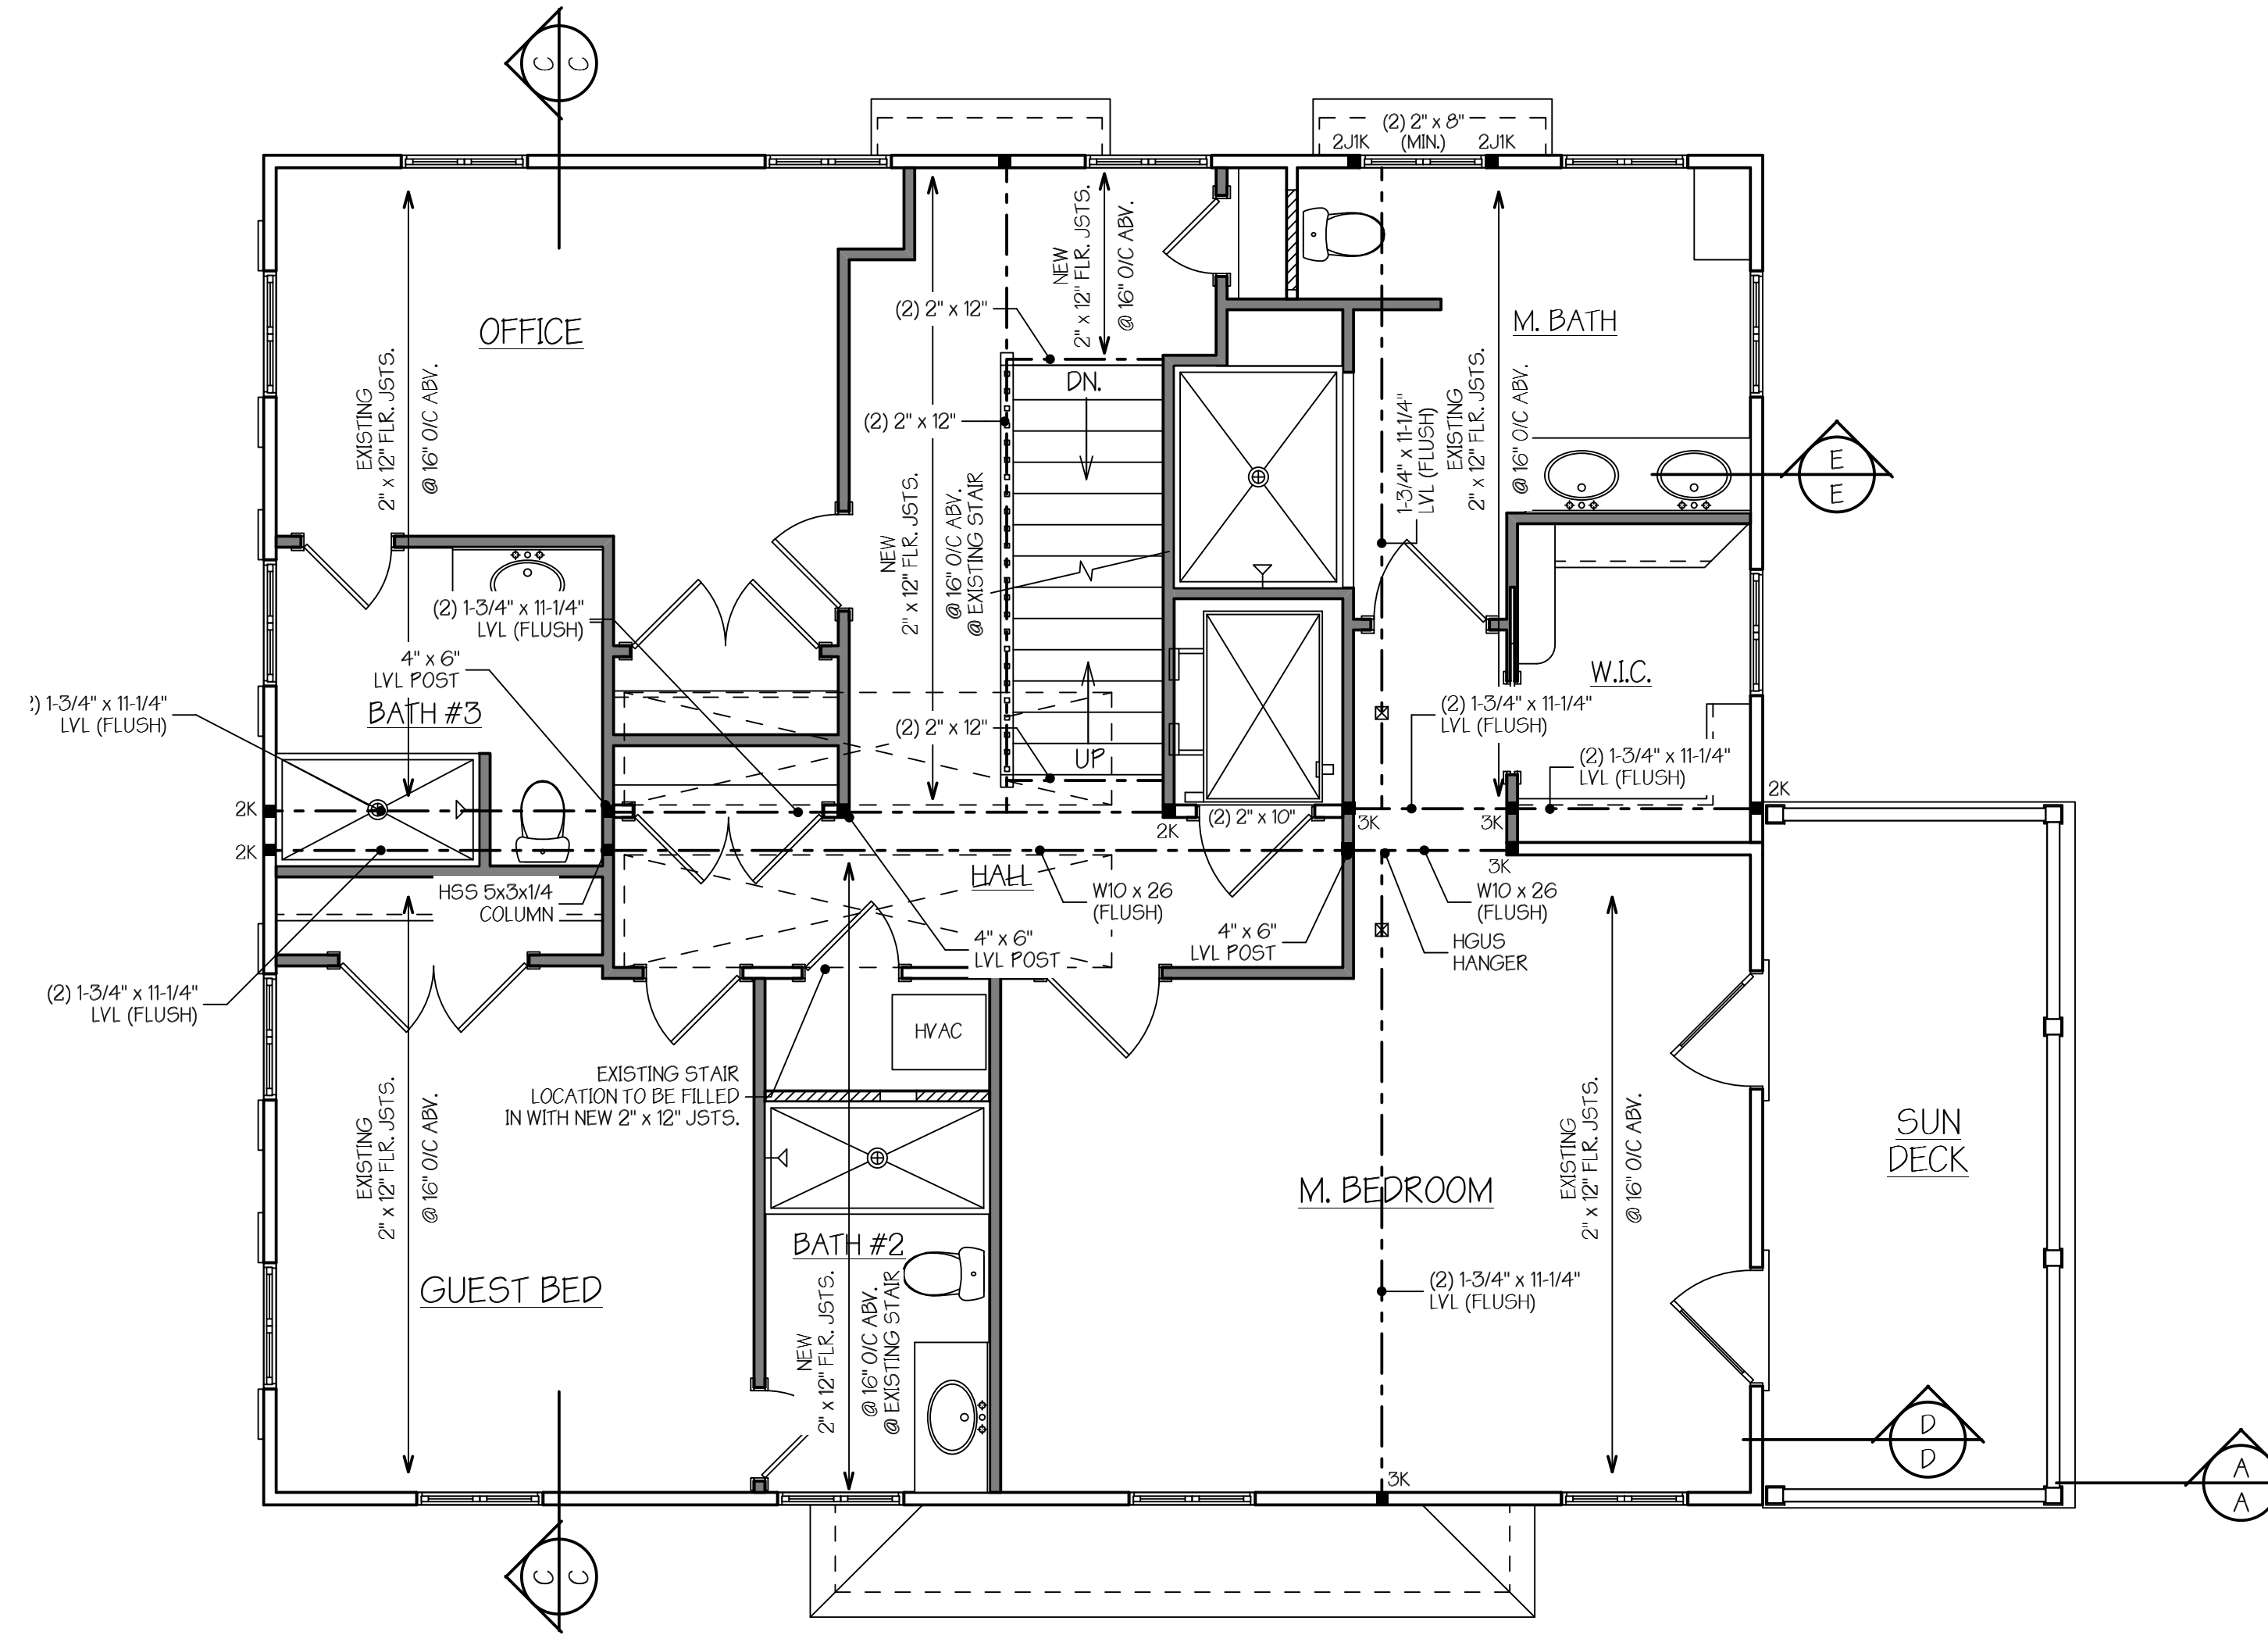 C C
(2) 2" x 8"
(MIN.)
2J1K
2J1K
NEW
2" x 12" FLR. JSTS.
@ 16" O/C ABV.
(2) 2" x 12"
OFFICE
M. BATH
EXISTING
2" x 12" FLR. JSTS.
@ 16" O/C ABV.
DN.
(2) 2" x 12"
1-3/4" x 11-1/4"
LVL (FLUSH)
EXISTING
2" x 12" FLR. JSTS.
@ 16" O/C ABV.
E
E
NEW
2" x 12" FLR. JSTS.
@ 16" O/C ABV.
@ EXISTING STAIR
(2) 1-3/4" x 11-1/4"
LVL (FLUSH)
4" x 6"
LVL POST
BATH #3
) 1-3/4" x 11-1/4"
LVL (FLUSH)
W.I.C.
(2) 1-3/4" x 11-1/4"
LVL (FLUSH)
(2) 2" x 12"
UP
(2) 1-3/4" x 11-1/4"
LVL (FLUSH)
2K
2K
2K
2K
(2) 2" x 10"
3K
3K
3K
HALL
HSS 5x3x1/4
COLUMN
W10 x 26
(FLUSH)
W10 x 26
(FLUSH)
4" x 6"
LVL POST
4" x 6"
LVL POST
HGUS
HANGER
(2) 1-3/4" x 11-1/4"
LVL (FLUSH)
HVAC
EXISTING STAIR
LOCATION TO BE FILLED
IN WITH NEW 2" x 12" JSTS.
EXISTING
2" x 12" FLR. JSTS.
@ 16" O/C ABV.
EXISTING
2" x 12" FLR. JSTS.
@ 16" O/C ABV.
SUN
DECK
M. BEDROOM
BATH #2
GUEST BED
(2) 1-3/4" x 11-1/4"
LVL (FLUSH)
NEW
2" x 12" FLR. JSTS.
@ 16" O/C ABV.
@ EXISTING STAIR
D
D
3K
A
A
C C